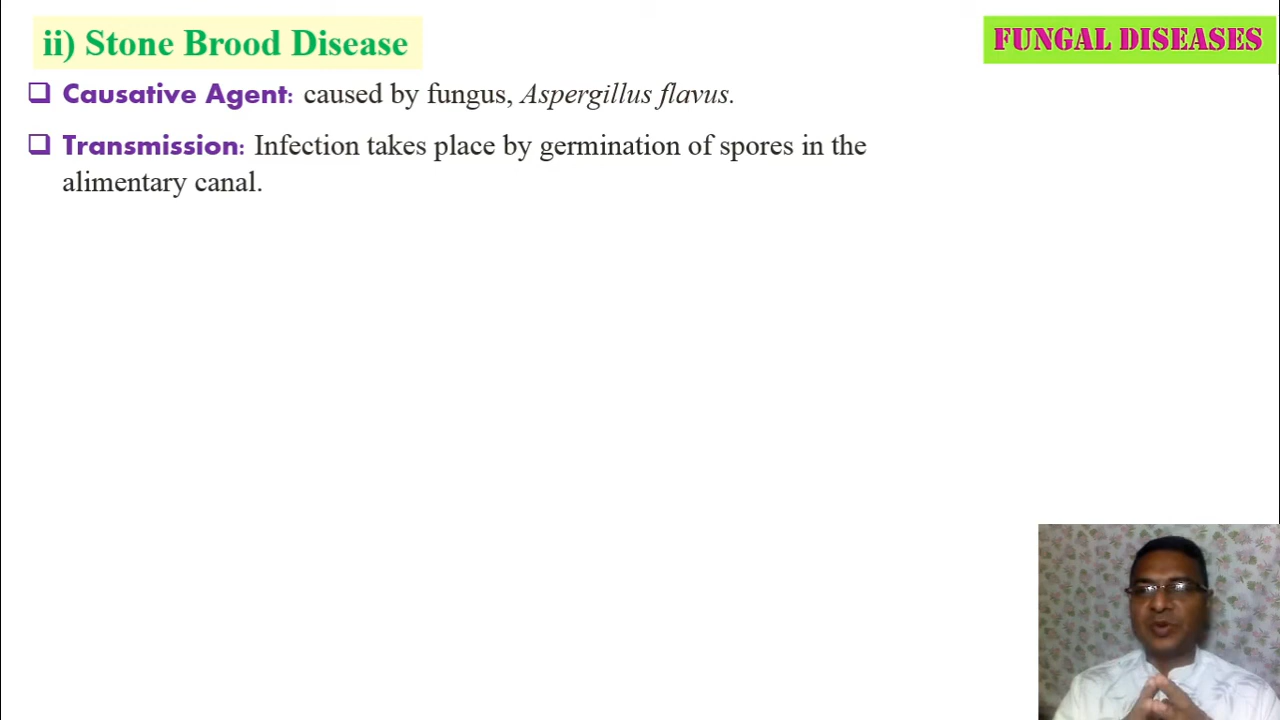 ii) Stone Brood Disease
FUNGAL DISEASES
❑ Causative Agent: caused by fungus, Aspergillus flavus.
❑ Transmission: Infection takes place by germination of spores in the
alimentary canal.